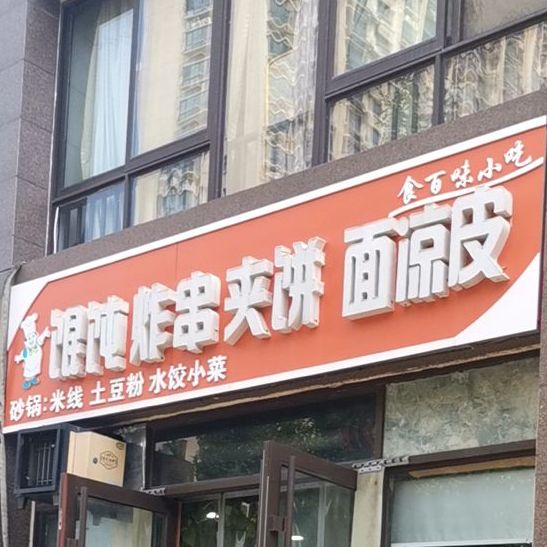 食百味小吃
馄饨 炸串 夹饼 面凉皮
砂锅:米线 土豆粉 水饺小菜